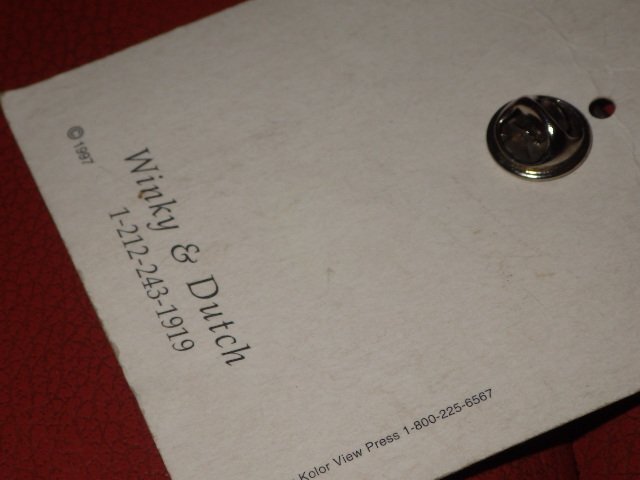 © 1997
Winky & Dutch
1-212-243-1919
Kolor View Press 1-800-225-6567